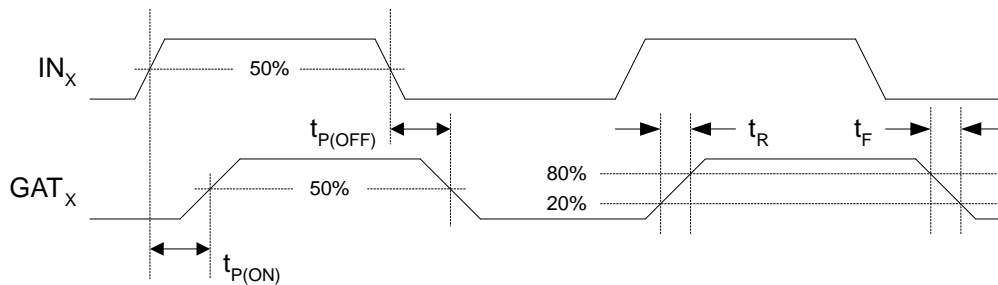 IN_X
50%
t_P(OFF)
t_R
t_F
GAT_X
50%
80%
20%
t_P(ON)